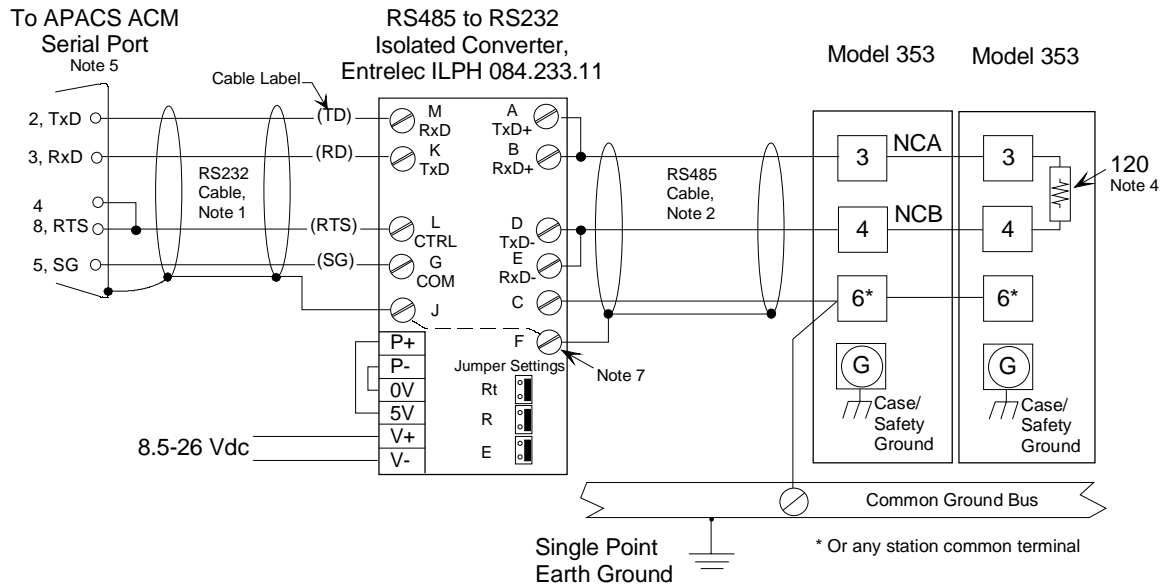 To APACS ACM
Serial Port
Note 5
RS485 to RS232
Isolated Converter,
Entrelec ILPH 084.233.11
Model 353
Model 353
Cable Label
2, TxD
(TD)
M
RxD
A
TxD+
3, RxD
(RD)
K
TxD
B
RxD+
RS232
Cable,
Note 1
RS485
Cable,
Note 2
3
NCA
3
120
Note 4
4
8, RTS
(RTS)
L
CTRL
D
TxD-
4
NCB
4
5, SG
(SG)
G
COM
E
RxD-
J
C
6*
6*
F
Note 7
P+
P-
0V
5V
V+
V-
Jumper Settings
Rt
R
E
8.5-26 Vdc
G
Case/
Safety
Ground
G
Case/
Safety
Ground
Common Ground Bus
Single Point
Earth Ground
* Or any station common terminal